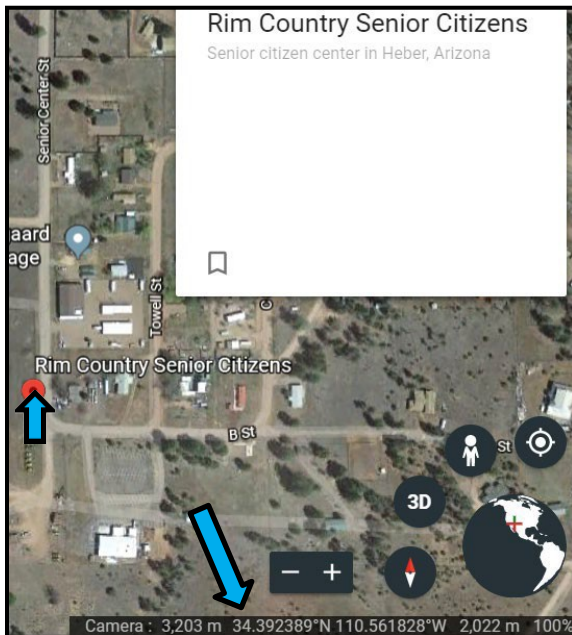 Rim Country Senior Citizens
Senior citizen center in Heber, Arizona
Senior Center St
aard
age
Towell St
C
Rim Country Senior Citizens
B St
St
3D
− +
Camera : 3,203 m 34.392389°N 110.561828°W 2,022 m 100%